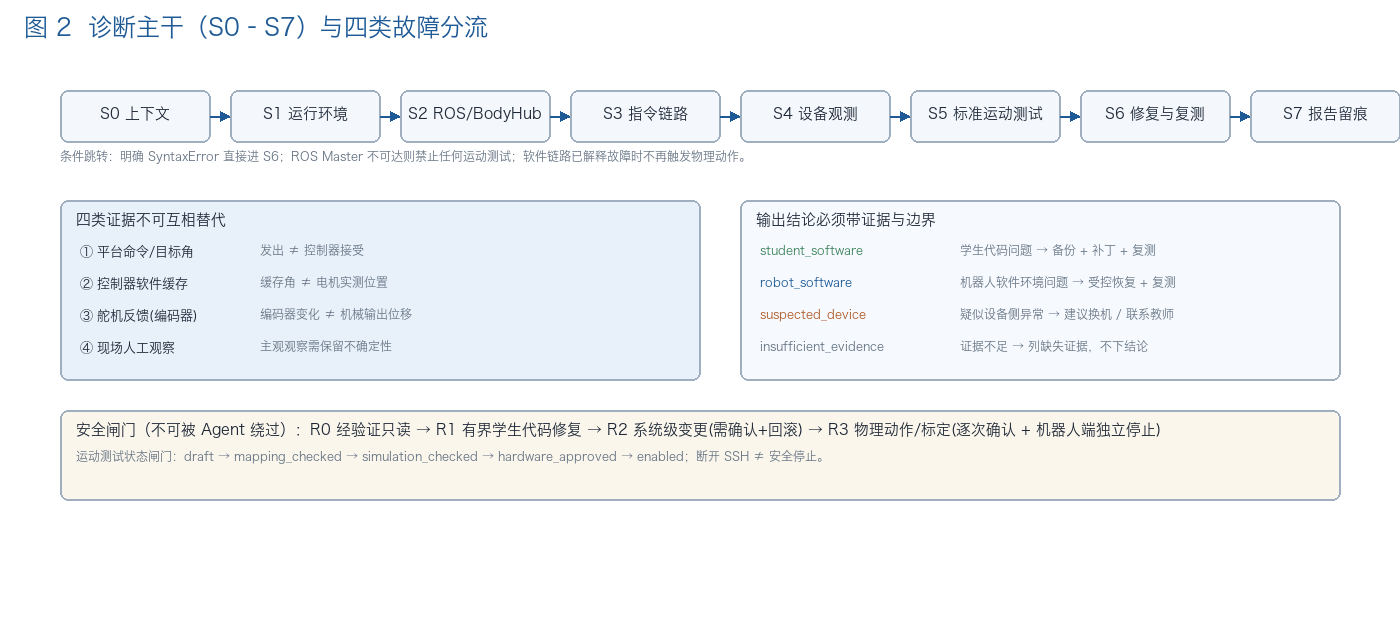 图 2 诊断主干（S0 - S7）与四类故障分流
S0 上下文
S1 运行环境
S2 ROS/BodyHub
S3 指令链路
S4 设备观测
S5 标准运动测试
S6 修复与复测
S7 报告留痕
条件跳转：明确 SyntaxError 直接进 S6；ROS Master 不可达则禁止任何运动测试；软件链路已解释故障时不再触发物理动作。
四类证据不可互相替代
① 平台命令/目标角 发出 ≠ 控制器接受
② 控制器软件缓存 缓存角 ≠ 电机实测位置
③ 舵机反馈(编码器) 编码器变化 ≠ 机械输出位移
④ 现场人工观察 主观观察需保留不确定性
输出结论必须带证据与边界
student_software 学生代码问题 → 备份 + 补丁 + 复测
robot_software 机器人软件环境问题 → 受控恢复 + 复测
suspected_device 疑似设备侧异常 → 建议换机 / 联系教师
insufficient_evidence 证据不足 → 列缺失证据，不下结论
安全闸门（不可被 Agent 绕过）：R0 经验证只读 → R1 有界学生代码修复 → R2 系统级变更(需确认+回滚) → R3 物理动作/标定(逐次确认 + 机器人端独立停止)
运动测试状态闸门：draft → mapping_checked → simulation_checked → hardware_approved → enabled；断开 SSH ≠ 安全停止。